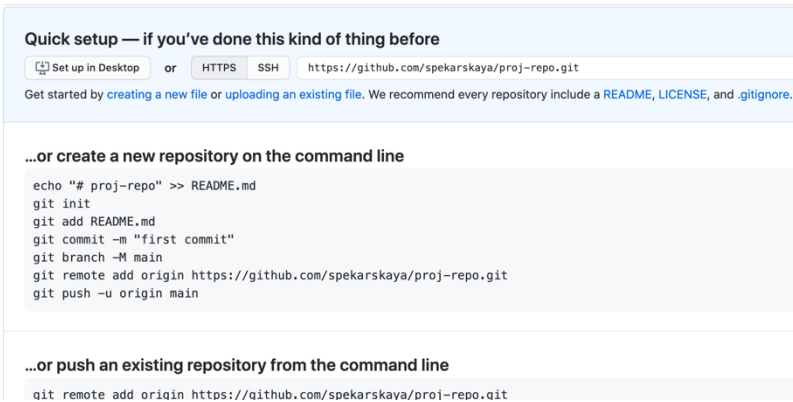 Quick setup — if you’ve done this kind of thing before
Set up in Desktop or HTTPS SSH https://github.com/spekarskaya/proj-repo.git
Get started by creating a new file or uploading an existing file. We recommend every repository include a README, LICENSE, and .gitignore.
…or create a new repository on the command line
echo "# proj-repo" >> README.md
git init
git add README.md
git commit -m "first commit"
git branch -M main
git remote add origin https://github.com/spekarskaya/proj-repo.git
git push -u origin main
…or push an existing repository from the command line
git remote add origin https://github.com/spekarskaya/proj-repo.git